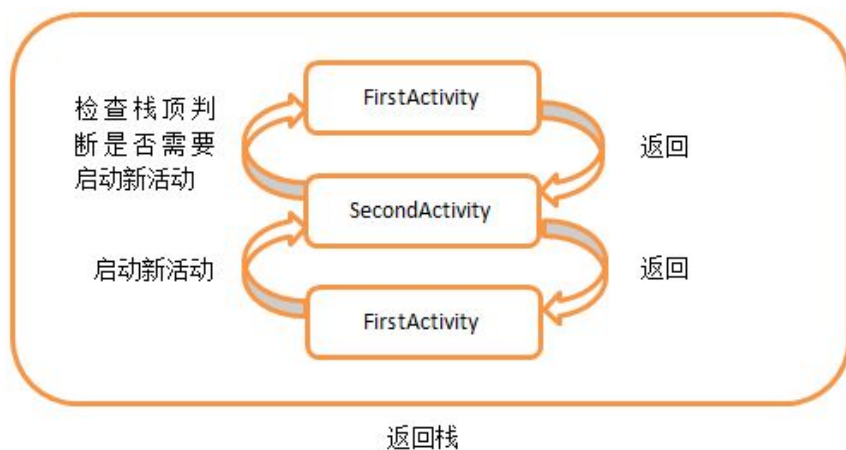 FirstActivity
检查栈顶判
断是否需要
启动新活动
返回
SecondActivity
启动新活动
返回
FirstActivity
返回栈